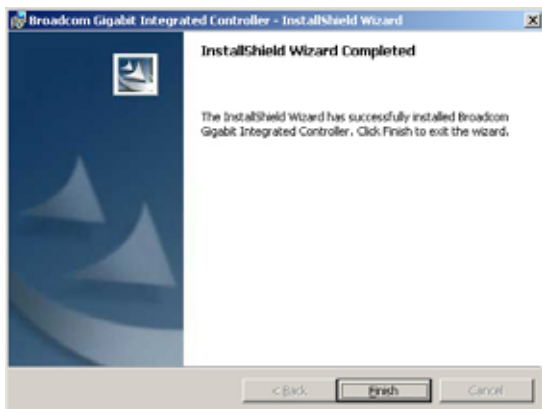 Broadcom Gigabit Integrated Controller - InstallShield Wizard
InstallShield Wizard Completed
The InstallShield Wizard has successfully installed Broadcom
Gigabit Integrated Controller. Click Finish to exit the wizard.
< Back
Finish
Cancel